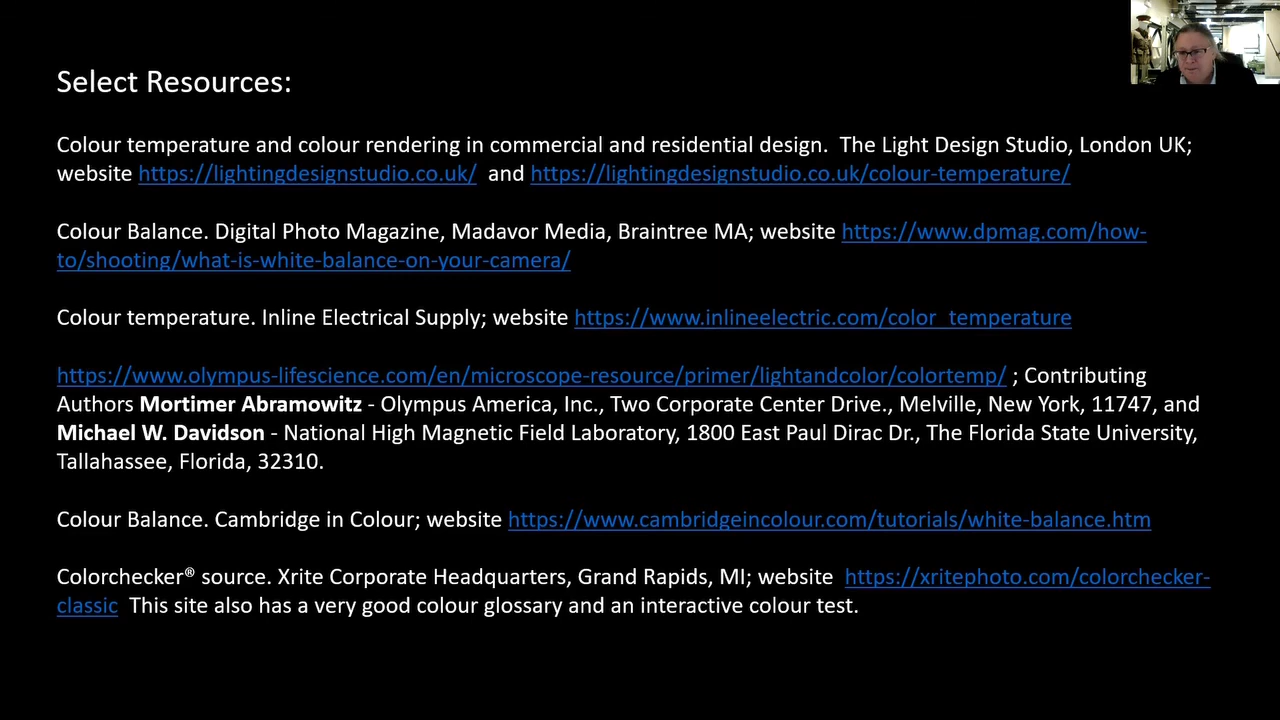 Select Resources:
Colour temperature and colour rendering in commercial and residential design.  The Light Design Studio, London UK;
website https://lightingdesignstudio.co.uk/  and https://lightingdesignstudio.co.uk/colour-temperature/
Colour Balance. Digital Photo Magazine, Madavor Media, Braintree MA; website https://www.dpmag.com/how-
to/shooting/what-is-white-balance-on-your-camera/
Colour temperature. Inline Electrical Supply; website https://www.inlineelectric.com/color_temperature
https://www.olympus-lifescience.com/en/microscope-resource/primer/lightandcolor/colortemp/ ; Contributing
Authors Mortimer Abramowitz - Olympus America, Inc., Two Corporate Center Drive., Melville, New York, 11747, and
Michael W. Davidson - National High Magnetic Field Laboratory, 1800 East Paul Dirac Dr., The Florida State University,
Tallahassee, Florida, 32310.
Colour Balance. Cambridge in Colour; website https://www.cambridgeincolour.com/tutorials/white-balance.htm
Colorchecker® source. Xrite Corporate Headquarters, Grand Rapids, MI; website  https://xritephoto.com/colorchecker-
classic  This site also has a very good colour glossary and an interactive colour test.